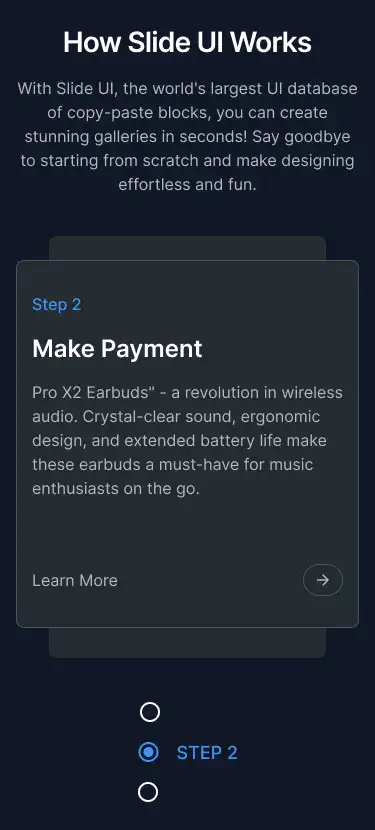 How Slide UI Works
With Slide UI, the world's largest UI database
of copy-paste blocks, you can create
stunning galleries in seconds! Say goodbye
to starting from scratch and make designing
effortless and fun.
Step 2
Make Payment
Pro X2 Earbuds" - a revolution in wireless
audio. Crystal-clear sound, ergonomic
design, and extended battery life make
these earbuds a must-have for music
enthusiasts on the go.
Learn More
STEP 2